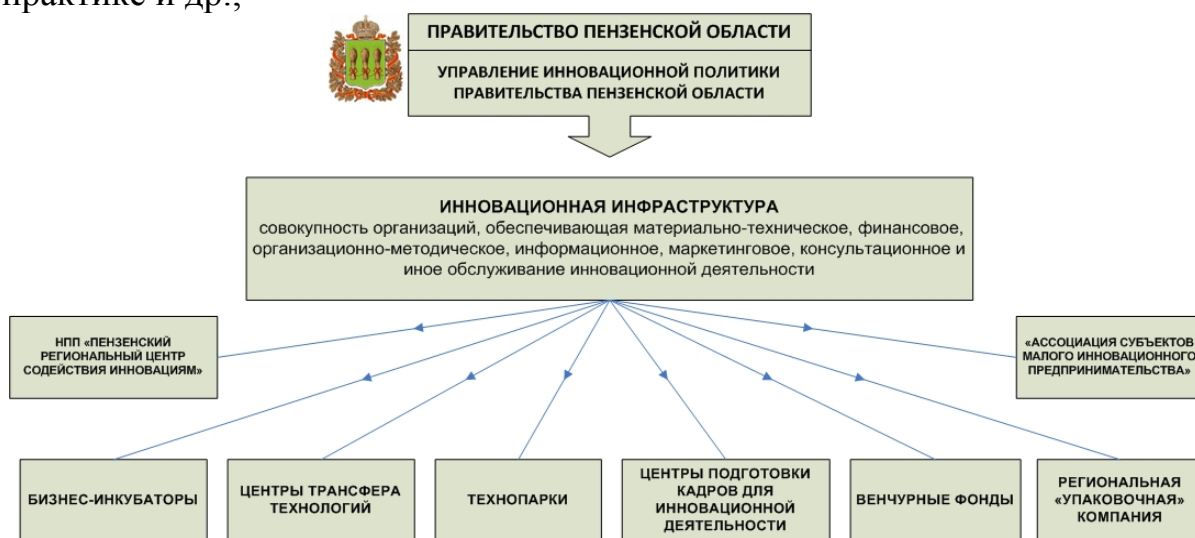 практике и др.,
ПРАВИТЕЛЬСТВО ПЕНЗЕНСКОЙ ОБЛАСТИ
УПРАВЛЕНИЕ ИННОВАЦИОННОЙ ПОЛИТИКИ
ПРАВИТЕЛЬСТВА ПЕНЗЕНСКОЙ ОБЛАСТИ
ИННОВАЦИОННАЯ ИНФРАСТРУКТУРА
совокупность организаций, обеспечивающая материально-техническое, финансовое,
организационно-методическое, информационное, маркетинговое, консультационное и
иное обслуживание инновационной деятельности
НПП «ПЕНЗЕНСКИЙ
РЕГИОНАЛЬНЫЙ ЦЕНТР
СОДЕЙСТВИЯ ИННОВАЦИЯМ»
«АССОЦИАЦИЯ СУБЪЕКТОВ
МАЛОГО ИННОВАЦИОННОГО
ПРЕДПРИНИМАТЕЛЬСТВА»
БИЗНЕС-ИНКУБАТОРЫ
ЦЕНТРЫ ТРАНСФЕРА
ТЕХНОЛОГИЙ
ТЕХНОПАРКИ
ЦЕНТРЫ ПОДГОТОВКИ
КАДРОВ ДЛЯ
ИННОВАЦИОННОЙ
ДЕЯТЕЛЬНОСТИ
ВЕНЧУРНЫЕ ФОНДЫ
РЕГИОНАЛЬНАЯ
«УПАКОВОЧНАЯ»
КОМПАНИЯ